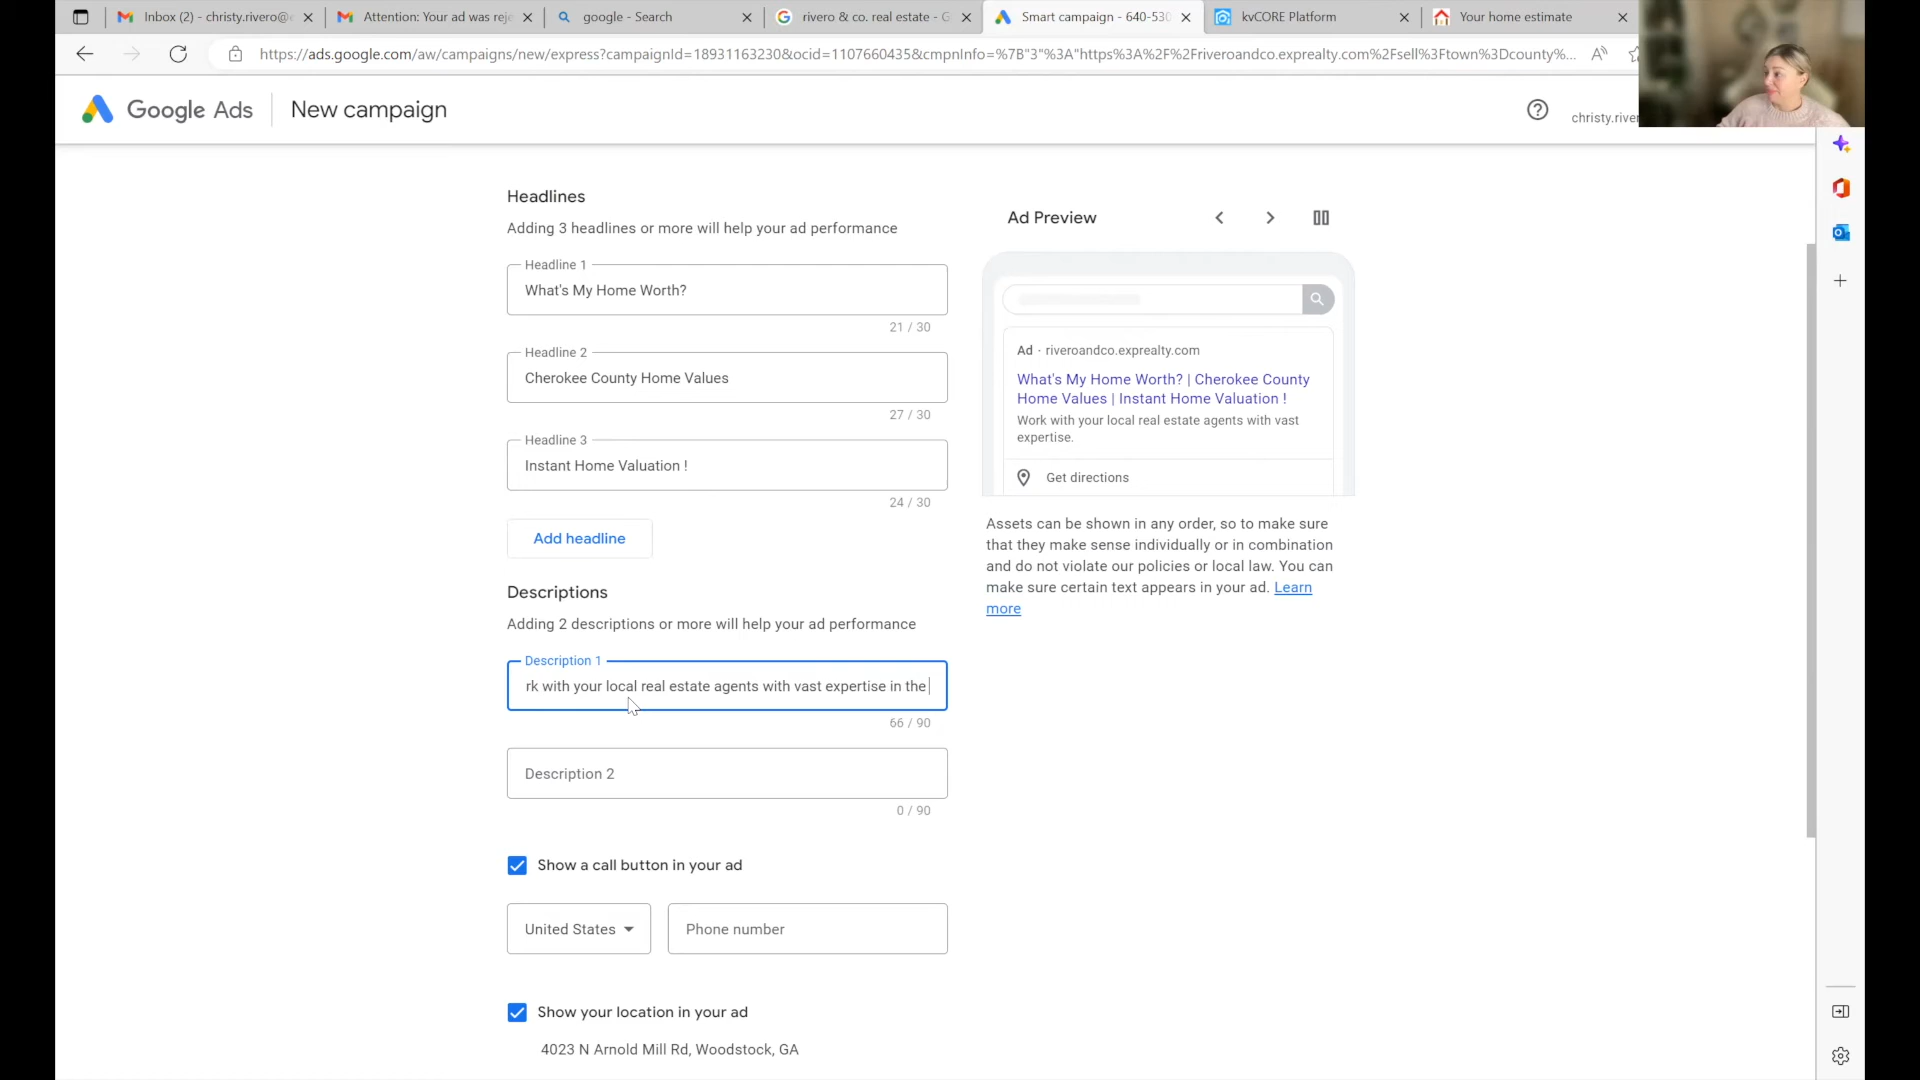 Inbox (2) - christy.rivero@e
Attention: Your ad was reje
google - Search
rivero & co. real estate - G
Smart campaign - 640-530
kvCORE Platform
Your home estimate
https://ads.google.com/aw/campaigns/new/express?campaignId=18931163230&ocid=1107660435&cmpnInfo=%7B"3"%3A"https%3A%2F%2Friveroandco.exprealty.com%2Fsell%3Ftown%3Dcounty%...
Google Ads
New campaign
christy.river
Headlines
Adding 3 headlines or more will help your ad performance
Headline 1
What's My Home Worth?
21 / 30
Headline 2
Cherokee County Home Values
27 / 30
Headline 3
Instant Home Valuation !
24 / 30
Add headline
Descriptions
Adding 2 descriptions or more will help your ad performance
Description 1
rk with your local real estate agents with vast expertise in the
66 / 90
Description 2
0 / 90
Show a call button in your ad
United States
Phone number
Show your location in your ad
4023 N Arnold Mill Rd, Woodstock, GA
Ad Preview
Ad · riveroandco.exprealty.com
What's My Home Worth? | Cherokee County
Home Values | Instant Home Valuation !
Work with your local real estate agents with vast
expertise.
Get directions
Assets can be shown in any order, so to make sure
that they make sense individually or in combination
and do not violate our policies or local law. You can
make sure certain text appears in your ad. Learn
more